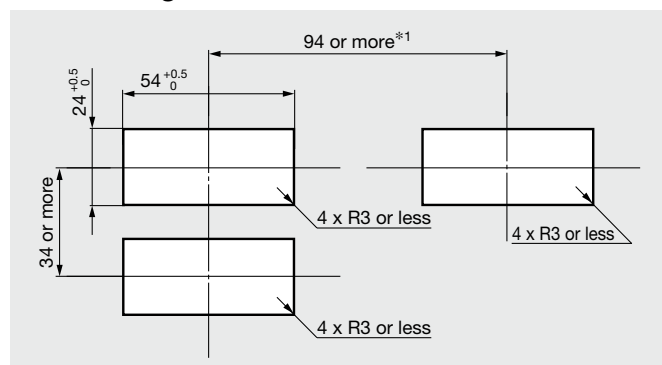 94 or more*1
54 +0.5 0
24 +0.5 0
34 or more
4 x R3 or less
4 x R3 or less
4 x R3 or less